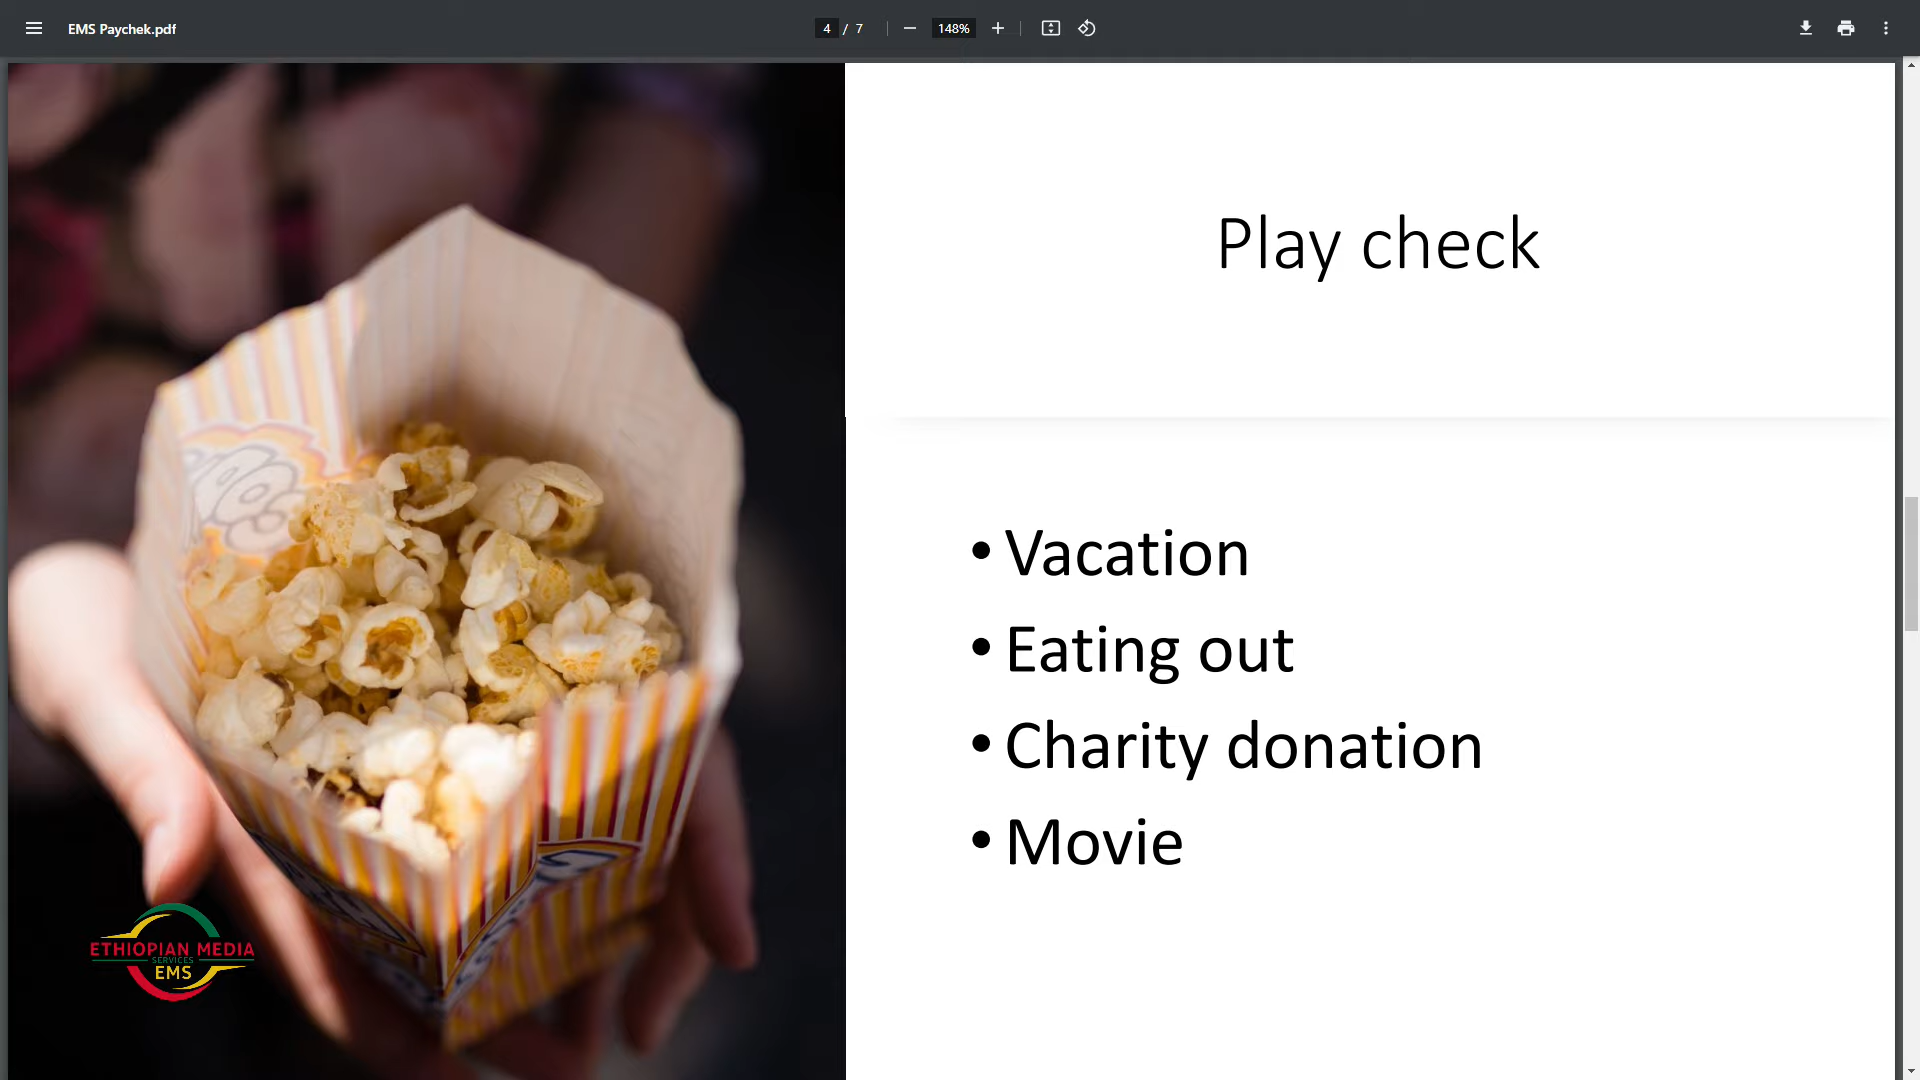 EMS Paychek.pdf
4 / 7
148%
Play check
• Vacation
• Eating out
• Charity donation
• Movie
ETHIOPIAN MEDIA
SERVICES
EMS